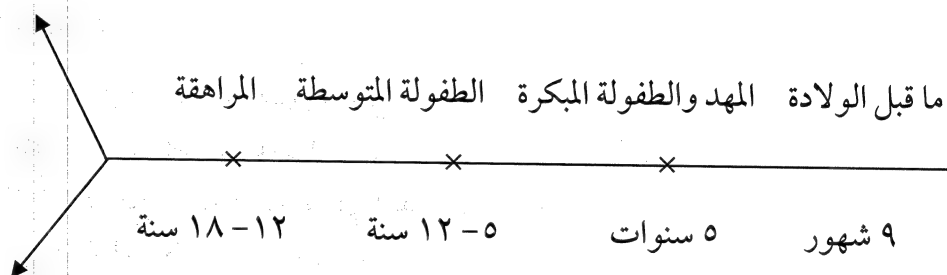 ما قبل الولادة المهد والطفولة المبكرة الطفولة المتوسطة المراهقة
٩ شهور ٥ سنوات ٥-١٢ سنة ١٢-١٨ سنة